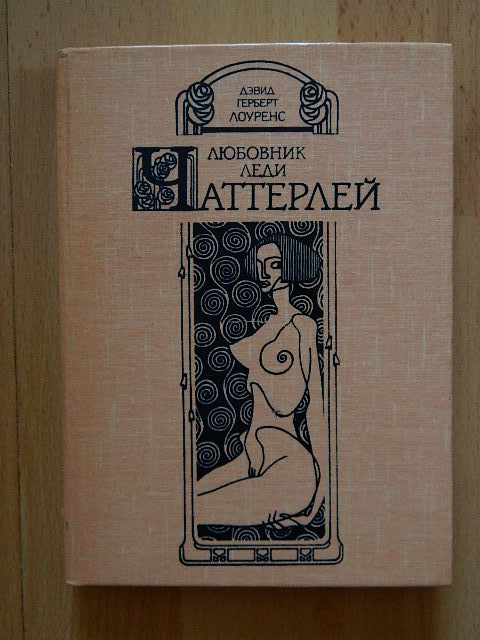 ДЭВИД
ГЕРБЕРТ
ЛОУРЕНС
ЛЮБОВНИК
ЛЕДИ
ЧАТТЕРЛЕЙ